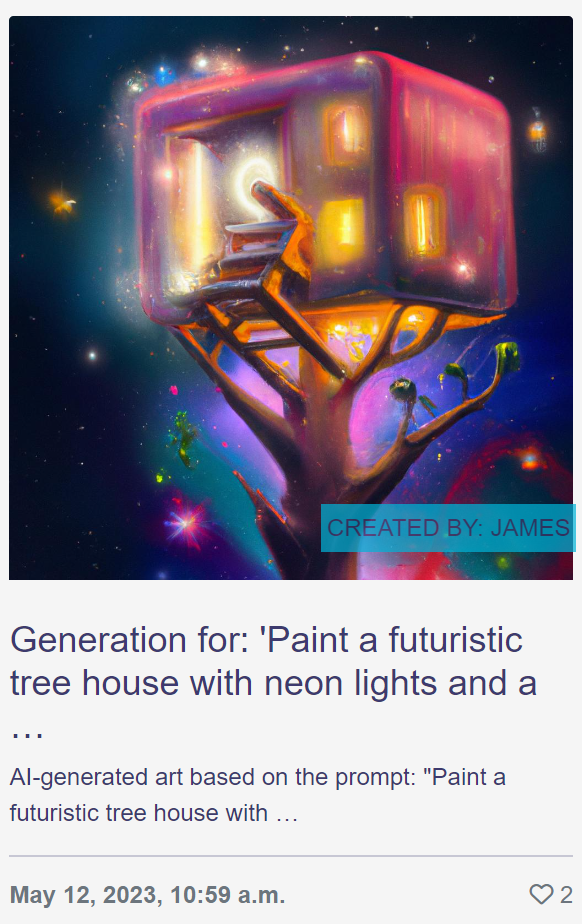 CREATED BY: JAMES
Generation for: 'Paint a futuristic
tree house with neon lights and a
…
AI-generated art based on the prompt: "Paint a
futuristic tree house with …
May 12, 2023, 10:59 a.m. 2